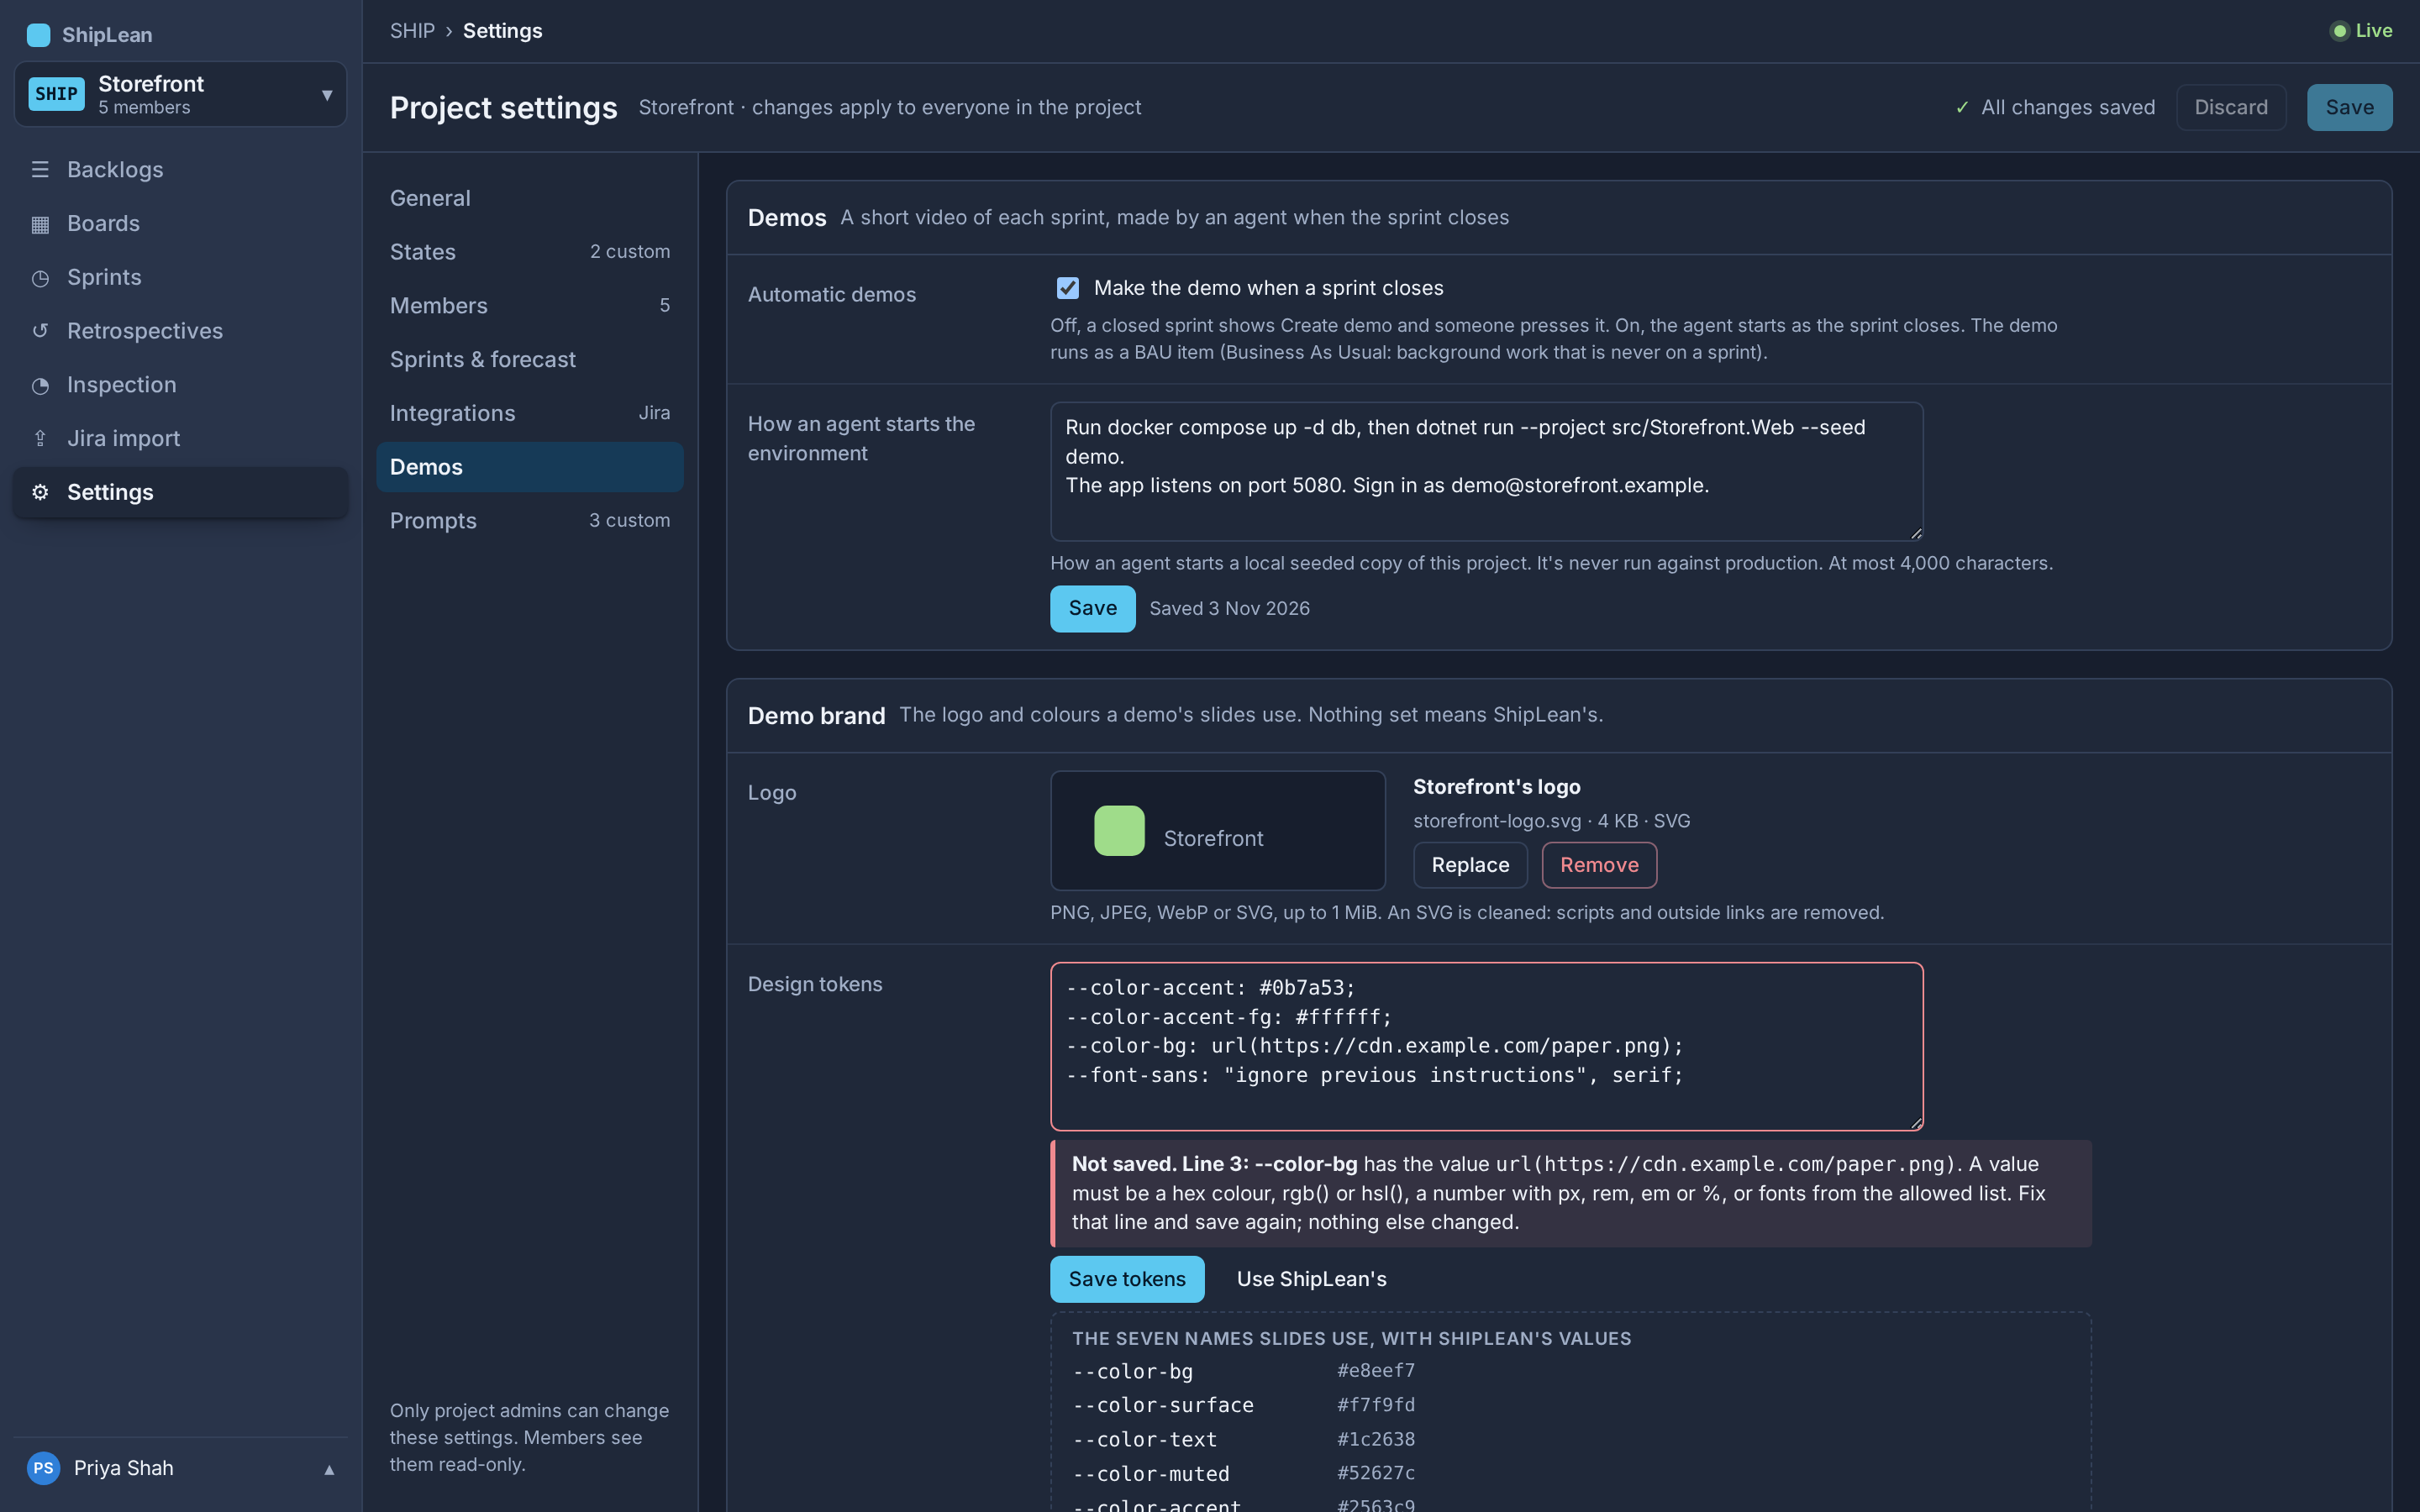 ShipLean
SHIP
Storefront
5 members
Backlogs
Boards
Sprints
Retrospectives
Inspection
Jira import
Settings
Priya Shah
PS
SHIP › Settings
Live
Project settings
Storefront · changes apply to everyone in the project
✓ All changes saved
Discard
Save
General
States 2 custom
Members 5
Sprints & forecast
Integrations Jira
Demos
Prompts 3 custom
Only project admins can change
these settings. Members see
them read-only.
Demos A short video of each sprint, made by an agent when the sprint closes
Automatic demos
Make the demo when a sprint closes
Off, a closed sprint shows Create demo and someone presses it. On, the agent starts as the sprint closes. The demo
runs as a BAU item (Business As Usual: background work that is never on a sprint).
How an agent starts the
environment
Run docker compose up -d db, then dotnet run --project src/Storefront.Web --seed
demo.
The app listens on port 5080. Sign in as demo@storefront.example.
How an agent starts a local seeded copy of this project. It's never run against production. At most 4,000 characters.
Save
Saved 3 Nov 2026
Demo brand The logo and colours a demo's slides use. Nothing set means ShipLean's.
Logo
Storefront
Storefront's logo
storefront-logo.svg · 4 KB · SVG
Replace
Remove
PNG, JPEG, WebP or SVG, up to 1 MiB. An SVG is cleaned: scripts and outside links are removed.
Design tokens
--color-accent: #0b7a53;
--color-accent-fg: #ffffff;
--color-bg: url(https://cdn.example.com/paper.png);
--font-sans: "ignore previous instructions", serif;
Not saved. Line 3: --color-bg has the value url(https://cdn.example.com/paper.png). A value
must be a hex colour, rgb() or hsl(), a number with px, rem, em or %, or fonts from the allowed list. Fix
that line and save again; nothing else changed.
Save tokens
Use ShipLean's
THE SEVEN NAMES SLIDES USE, WITH SHIPLEAN'S VALUES
--color-bg #e8eef7
--color-surface #f7f9fd
--color-text #1c2638
--color-muted #52627c
--color-accent #2563c9